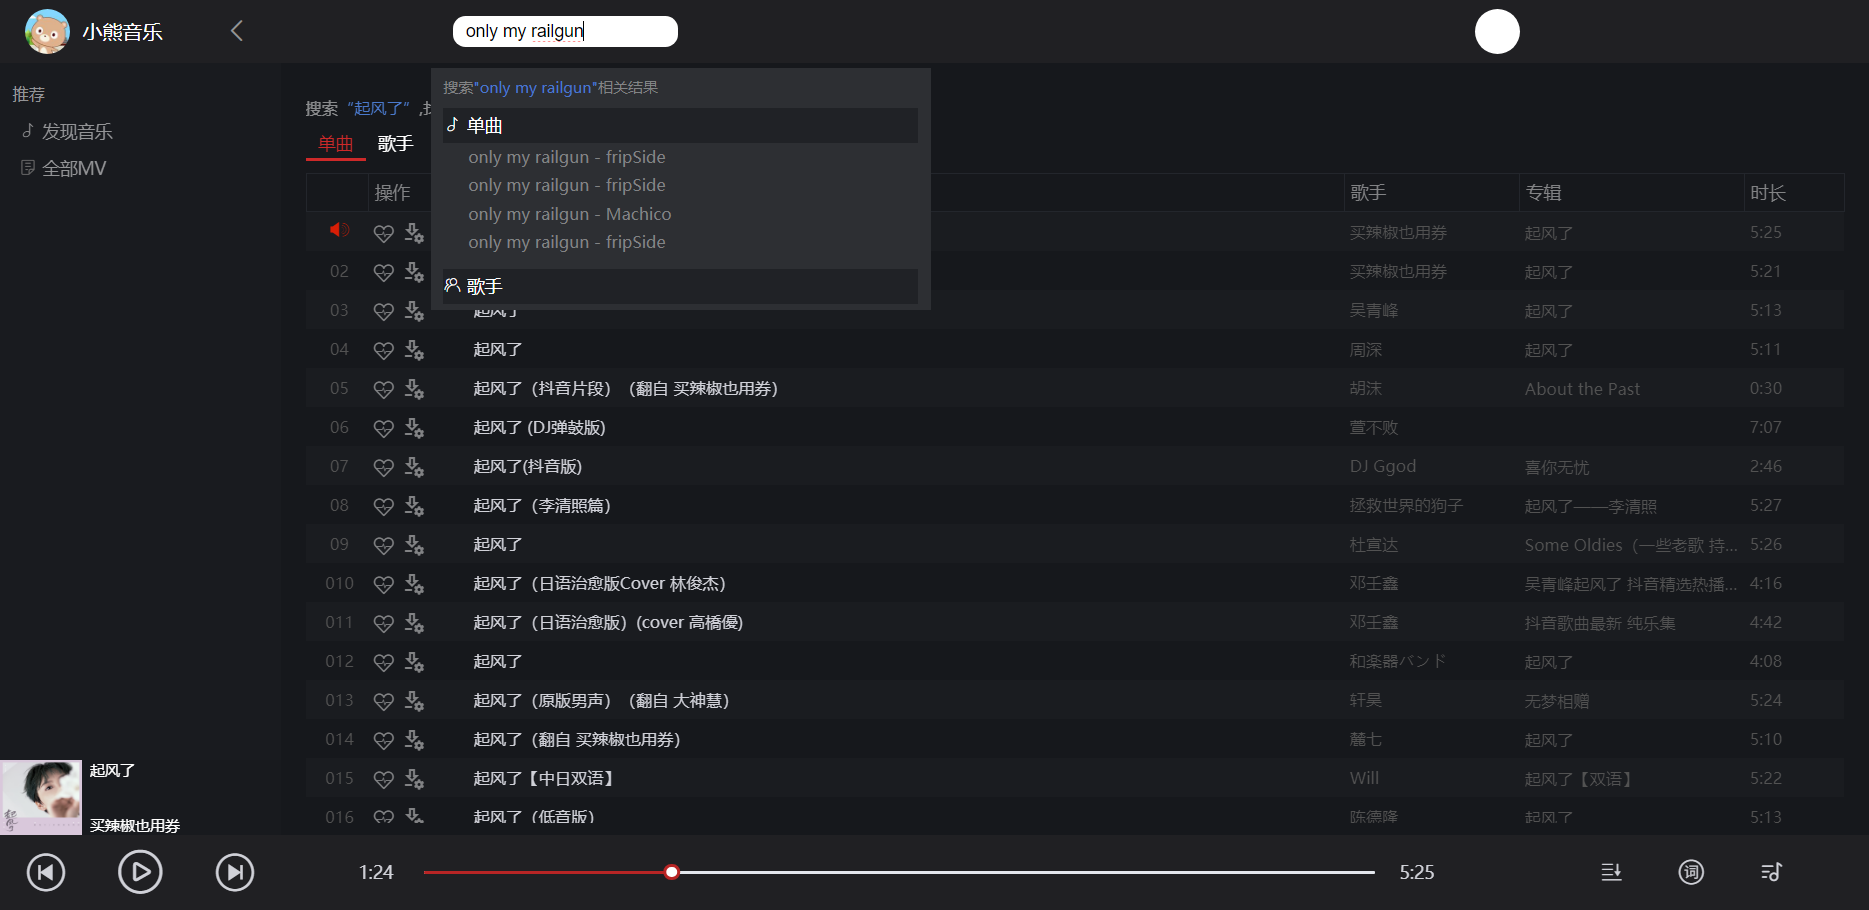 小熊音乐
only my railgun
推荐
发现音乐
全部MV
搜索"only my railgun"相关结果
单曲
only my railgun - fripSide
only my railgun - fripSide
only my railgun - Machico
only my railgun - fripSide
歌手
搜索“起风了”,
单曲 歌手
操作 歌手 专辑 时长
买辣椒也用券 起风了 5:25
02 买辣椒也用券 起风了 5:21
03 起风了 吴青峰 起风了 5:13
04 起风了 周深 起风了 5:11
05 起风了（抖音片段）（翻自 买辣椒也用券） 胡沫 About the Past 0:30
06 起风了 (DJ弹鼓版) 萱不败 7:07
07 起风了(抖音版) DJ Ggod 喜你无忧 2:46
08 起风了（李清照篇） 拯救世界的狗子 起风了——李清照 5:27
09 起风了 杜宣达 Some Oldies（一些老歌 持... 5:26
010 起风了（日语治愈版Cover 林俊杰） 邓壬鑫 吴青峰起风了 抖音精选热播... 4:16
011 起风了（日语治愈版）(cover 高橋優) 邓壬鑫 抖音歌曲最新 纯乐集 4:42
012 起风了 和楽器バンド 起风了 4:08
013 起风了（原版男声）（翻自 大神慧） 轩昊 无梦相赠 5:24
014 起风了（翻自 买辣椒也用券） 麓七 起风了 5:10
015 起风了【中日双语】 Will 起风了【双语】 5:22
016 起风了（低音版） 陈德隆 起风了 5:13
起风了
买辣椒也用券
1:24 5:25
词